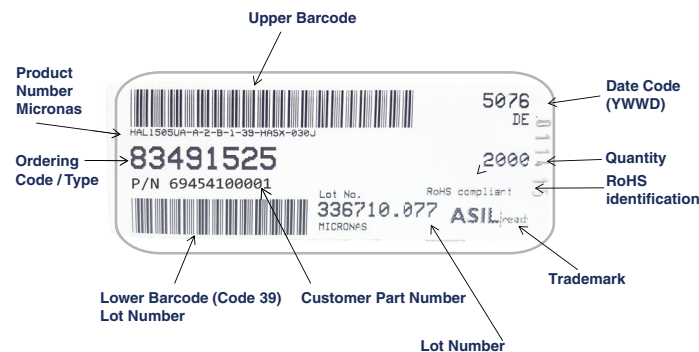 Upper Barcode
Product
Number
Micronas
Date Code
(YWWD)
5076
DE
HAL1505UA-A-2-B-1-39-HASX-030J
Ordering
Code / Type
83491525
2000
Quantity
P/N 69454100001
RoHS compliant
RoHS
identification
Lot No.
336710.077
MICRONAS
ASIL ready
Trademark
Lower Barcode (Code 39)
Lot Number
Customer Part Number
Lot Number